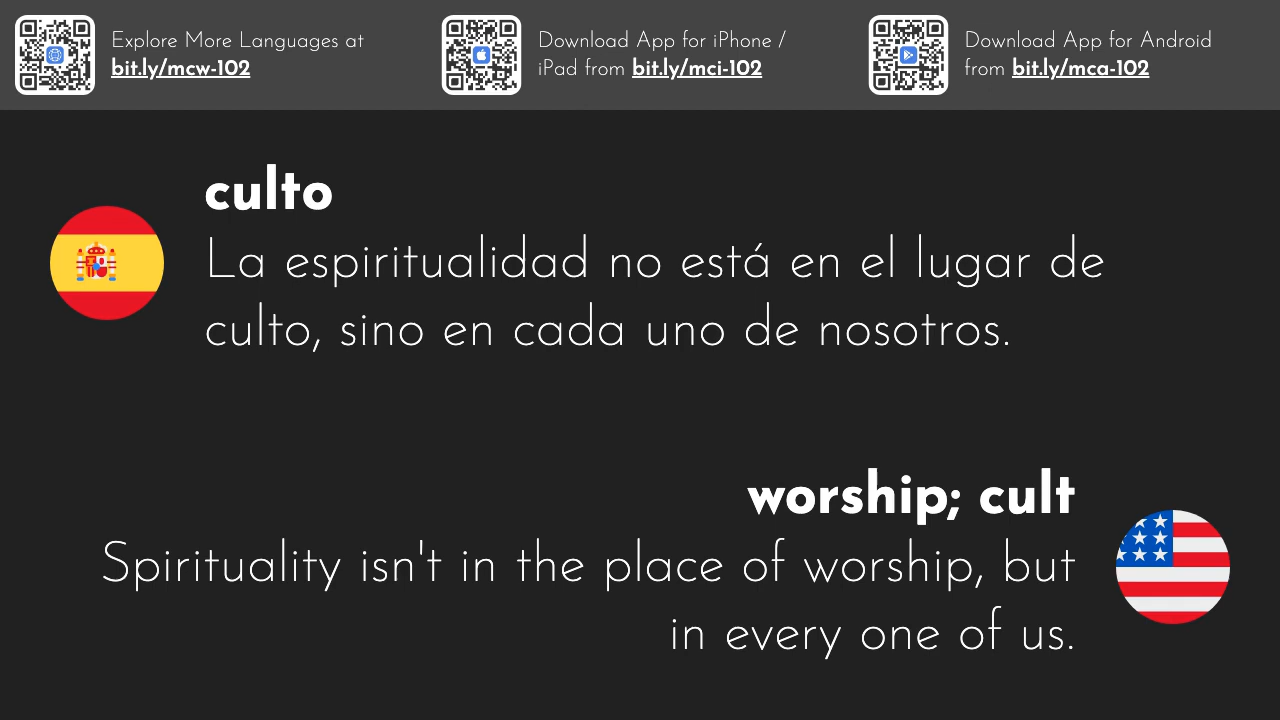 Explore More Languages at
bit.ly/mcw-102
Download App for iPhone /
iPad from bit.ly/mci-102
Download App for Android
from bit.ly/mca-102
culto
La espiritualidad no está en el lugar de
culto, sino en cada uno de nosotros.
worship; cult
Spirituality isn't in the place of worship, but
in every one of us.